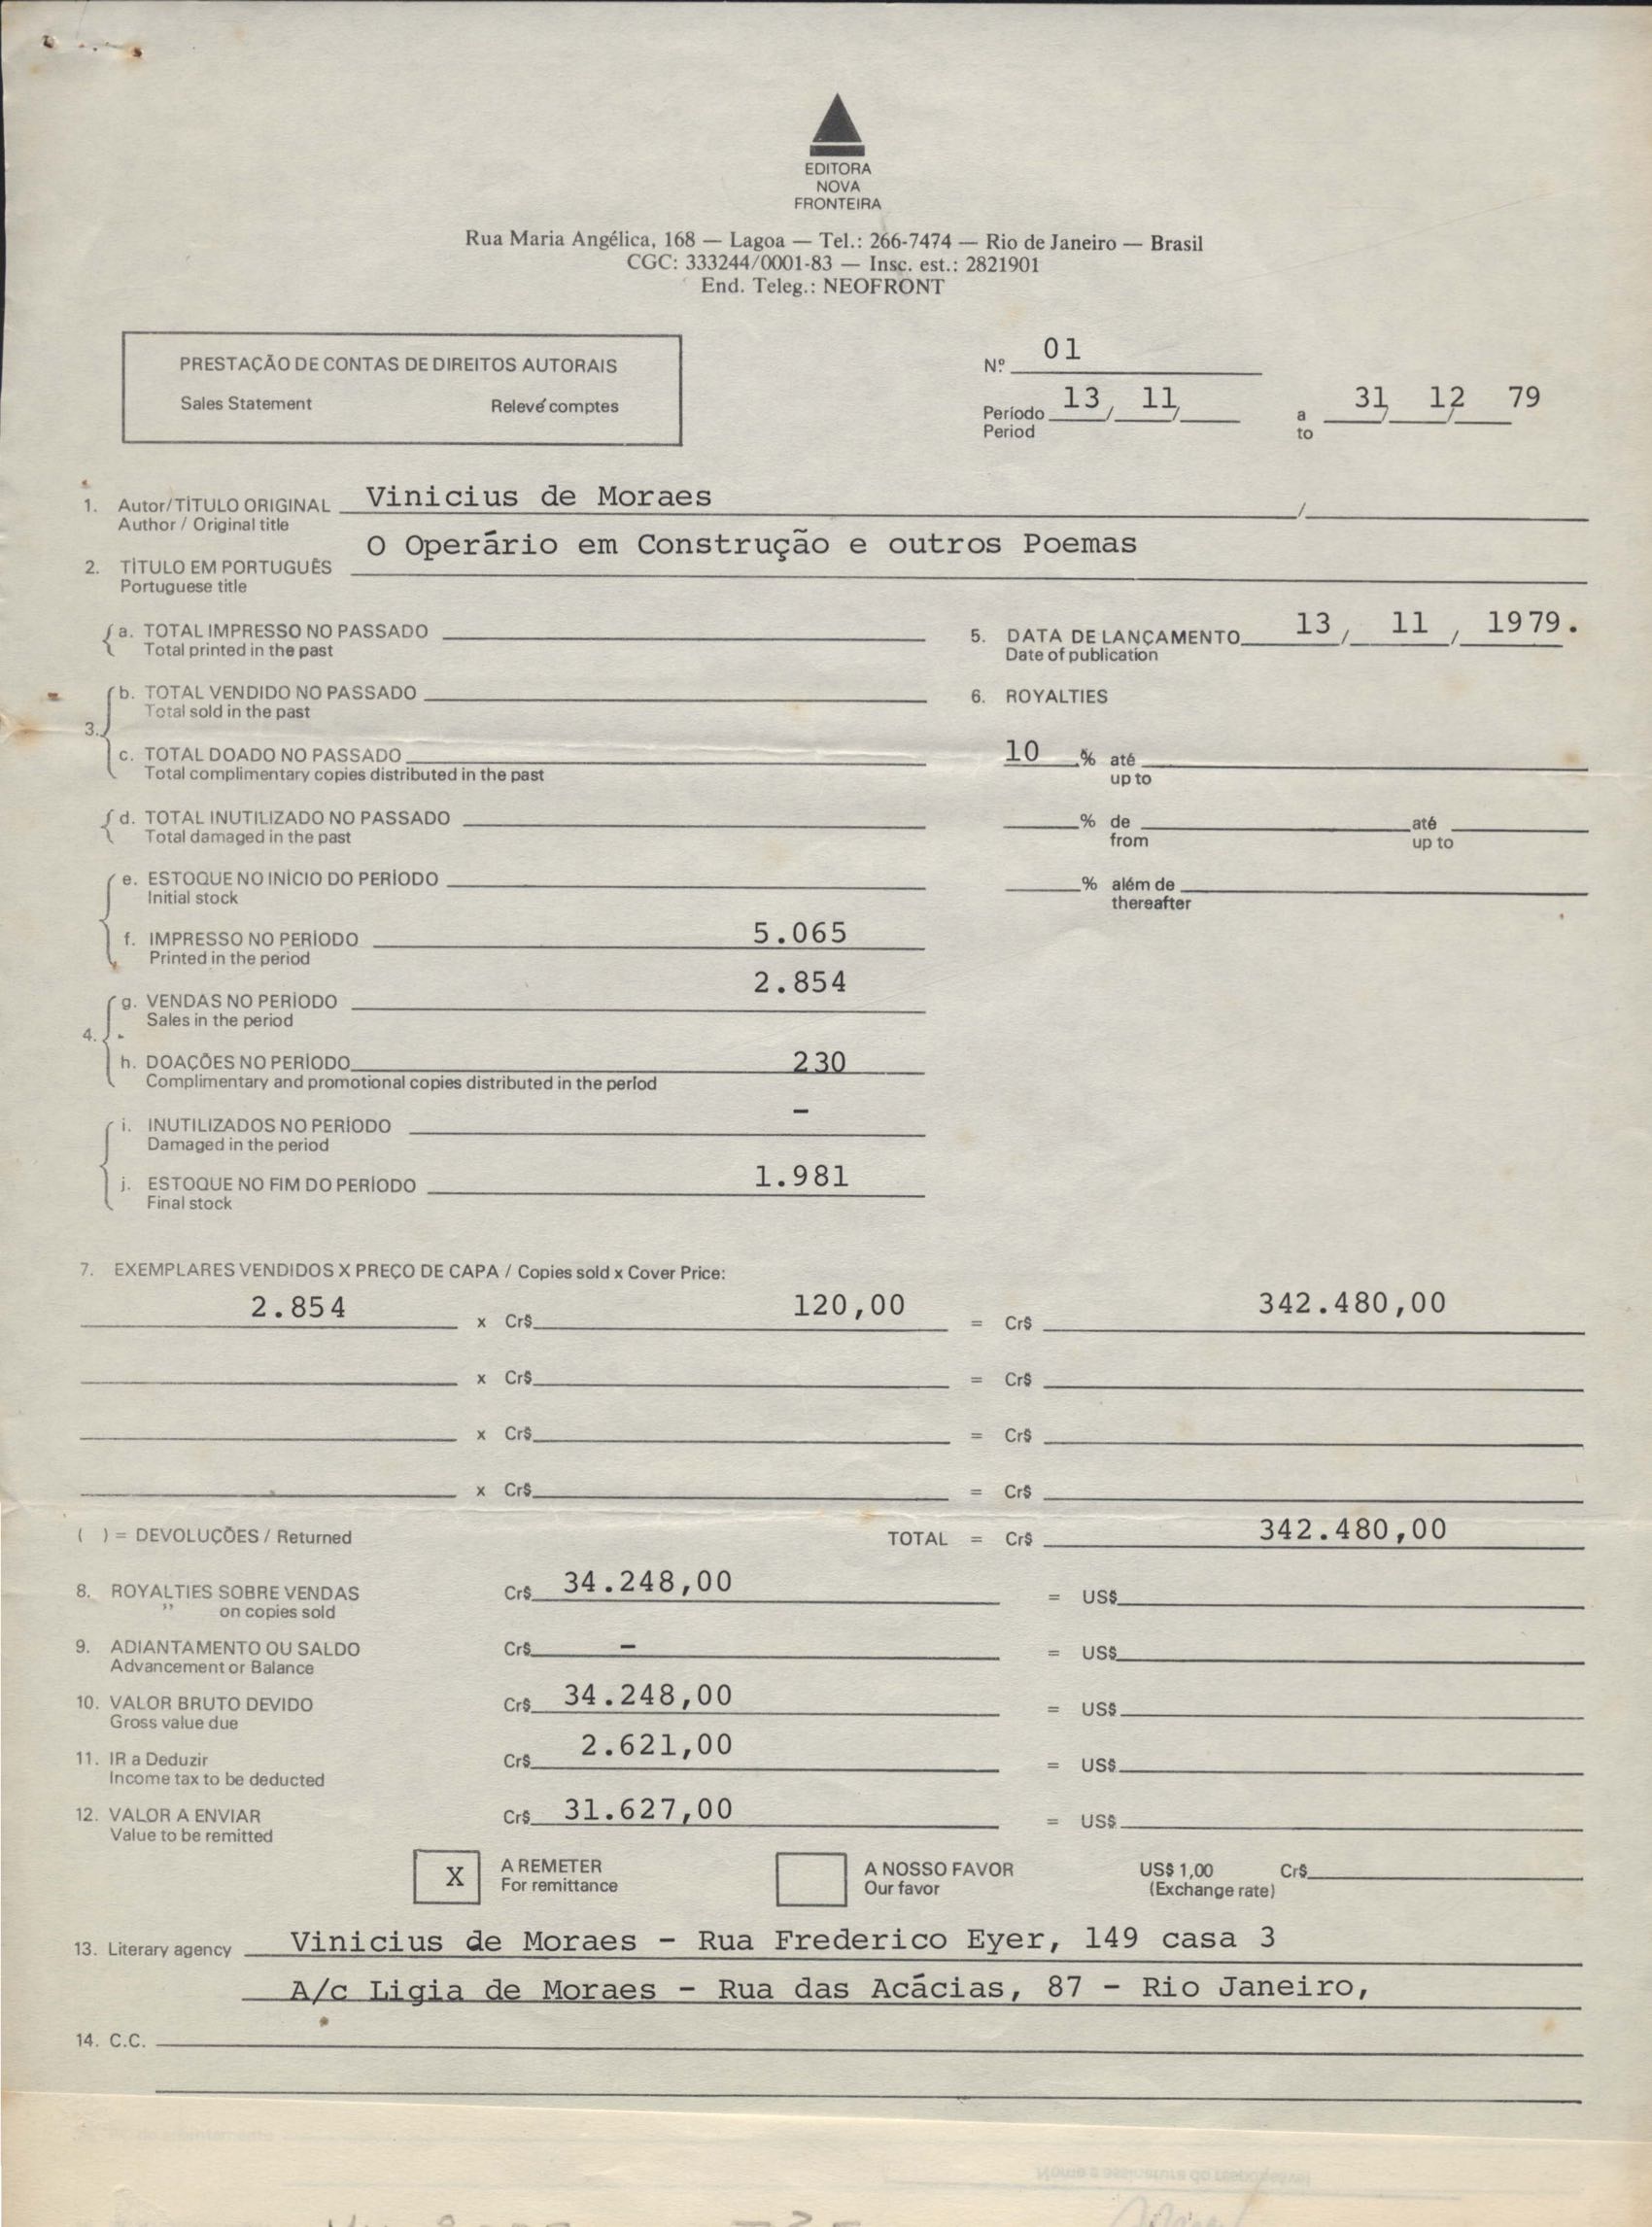 EDITORA
NOVA
FRONTEIRA
Rua Maria Angélica, 168 — Lagoa — Tel.: 266-7474 — Rio de Janeiro — Brasil
CGC: 333244/0001-83 — Insc. est.: 2821901
End. Teleg.: NEOFRONT
PRESTAÇÃO DE CONTAS DE DIREITOS AUTORAIS
Sales Statement Relevé comptes
Nº 01
Período 13 / 11 / a 31 / 12 / 79
Period to
1. Autor/TÍTULO ORIGINAL Vinicius de Moraes /
Author / Original title
2. TÍTULO EM PORTUGUÊS O Operário em Construção e outros Poemas
Portuguese title
a. TOTAL IMPRESSO NO PASSADO
Total printed in the past
5. DATA DE LANÇAMENTO 13 / 11 / 1979.
Date of publication
3. b. TOTAL VENDIDO NO PASSADO
Total sold in the past
6. ROYALTIES
c. TOTAL DOADO NO PASSADO
Total complimentary copies distributed in the past
10 % até
up to
d. TOTAL INUTILIZADO NO PASSADO
Total damaged in the past
% de até
from up to
e. ESTOQUE NO INÍCIO DO PERÍODO
Initial stock
% além de
thereafter
f. IMPRESSO NO PERÍODO 5.065
Printed in the period
4. g. VENDAS NO PERÍODO 2.854
Sales in the period
h. DOAÇÕES NO PERÍODO 230
Complimentary and promotional copies distributed in the period
i. INUTILIZADOS NO PERÍODO -
Damaged in the period
j. ESTOQUE NO FIM DO PERÍODO 1.981
Final stock
7. EXEMPLARES VENDIDOS X PREÇO DE CAPA / Copies sold x Cover Price:
2.854 x Cr$ 120,00 = Cr$ 342.480,00
x Cr$ = Cr$
x Cr$ = Cr$
x Cr$ = Cr$
( ) = DEVOLUÇÕES / Returned TOTAL = Cr$ 342.480,00
8. ROYALTIES SOBRE VENDAS Cr$ 34.248,00 = US$
" on copies sold
9. ADIANTAMENTO OU SALDO Cr$ - = US$
Advancement or Balance
10. VALOR BRUTO DEVIDO Cr$ 34.248,00 = US$
Gross value due
11. IR a Deduzir Cr$ 2.621,00 = US$
Income tax to be deducted
12. VALOR A ENVIAR Cr$ 31.627,00 = US$
Value to be remitted
X A REMETER A NOSSO FAVOR US$ 1,00 Cr$
For remittance Our favor (Exchange rate)
13. Literary agency Vinicius de Moraes - Rua Frederico Eyer, 149 casa 3
A/c Ligia de Moraes - Rua das Acácias, 87 - Rio Janeiro,
14. C.C.
Nome e assinatura do responsável